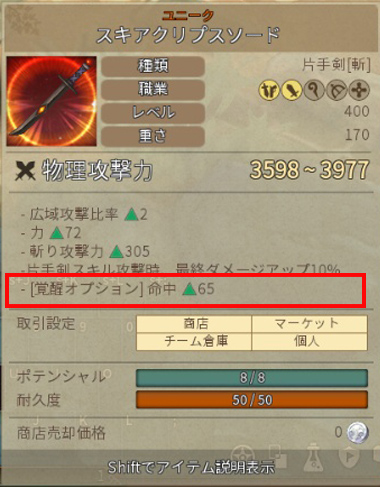 ユニーク
スキアクリプスソード
種類 片手剣[斬]
職業
レベル 400
重さ 170
物理攻撃力 3598~3977
- 広域攻撃比率 ▲2
- 力 ▲72
- 斬り攻撃力 ▲305
-片手剣スキル攻撃時、最終ダメージアップ10%
- [覚醒オプション] 命中 ▲65
取引設定 商店 マーケット
チーム倉庫 個人
ポテンシャル 8/8
耐久度 50/50
商店売却価格 0
Shiftでアイテム説明表示